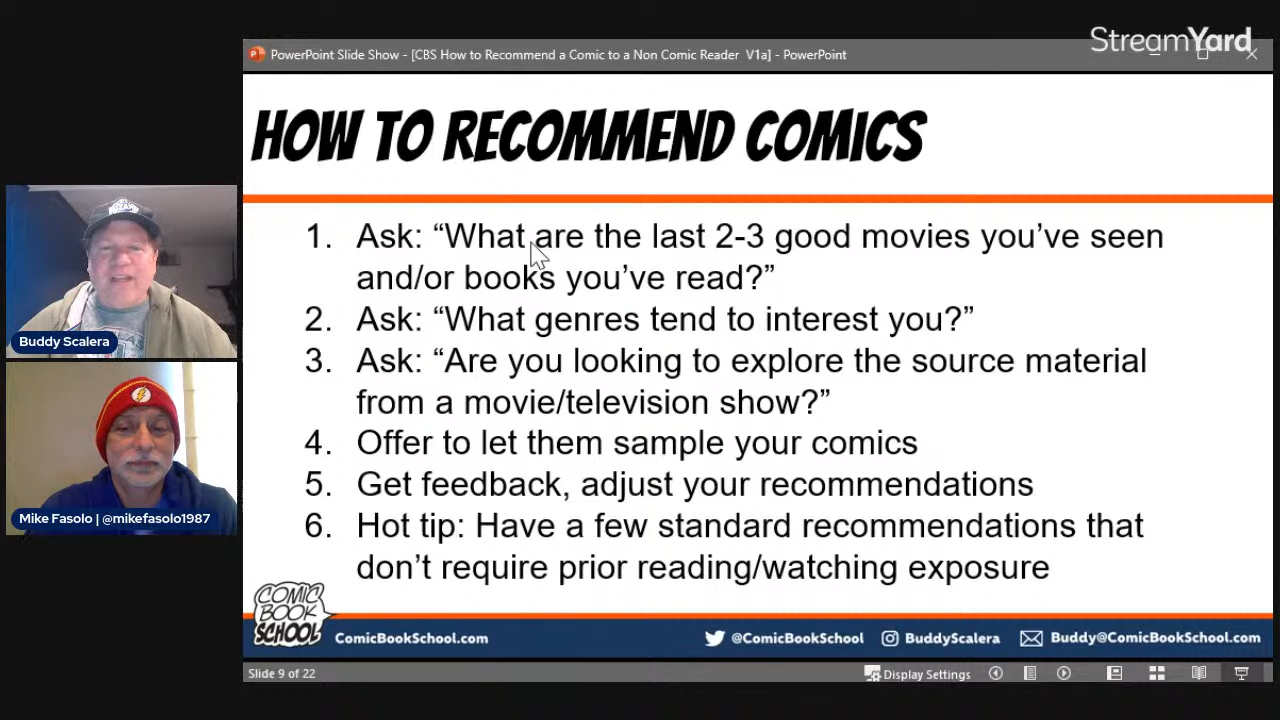 StreamYard
PowerPoint Slide Show - [CBS How to Recommend a Comic to a Non Comic Reader V1a] - PowerPoint
HOW TO RECOMMEND COMICS
1. Ask: “What are the last 2-3 good movies you’ve seen
and/or books you’ve read?”
2. Ask: “What genres tend to interest you?”
3. Ask: “Are you looking to explore the source material
from a movie/television show?”
4. Offer to let them sample your comics
5. Get feedback, adjust your recommendations
6. Hot tip: Have a few standard recommendations that
don’t require prior reading/watching exposure
Buddy Scalera
Mike Fasolo | @mikefasolo1987
COMIC
BOOK
SCHOOL
ComicBookSchool.com
@ComicBookSchool
BuddyScalera
Buddy@ComicBookSchool.com
Slide 9 of 22
Display Settings